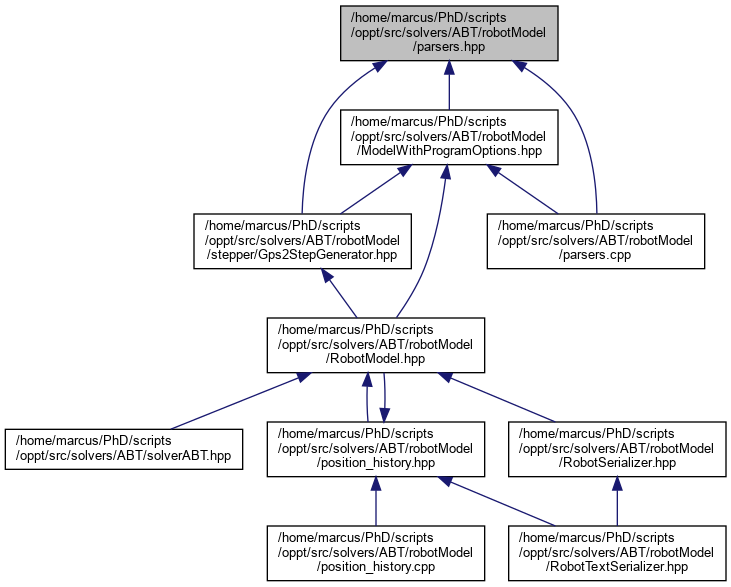 /home/marcus/PhD/scripts
/oppt/src/solvers/ABT/robotModel
/parsers.hpp
/home/marcus/PhD/scripts
/oppt/src/solvers/ABT/robotModel
/ModelWithProgramOptions.hpp
/home/marcus/PhD/scripts
/oppt/src/solvers/ABT/robotModel
/stepper/Gps2StepGenerator.hpp
/home/marcus/PhD/scripts
/oppt/src/solvers/ABT/robotModel
/parsers.cpp
/home/marcus/PhD/scripts
/oppt/src/solvers/ABT/robotModel
/RobotModel.hpp
/home/marcus/PhD/scripts
/oppt/src/solvers/ABT/solverABT.hpp
/home/marcus/PhD/scripts
/oppt/src/solvers/ABT/robotModel
/position_history.hpp
/home/marcus/PhD/scripts
/oppt/src/solvers/ABT/robotModel
/RobotSerializer.hpp
/home/marcus/PhD/scripts
/oppt/src/solvers/ABT/robotModel
/position_history.cpp
/home/marcus/PhD/scripts
/oppt/src/solvers/ABT/robotModel
/RobotTextSerializer.hpp